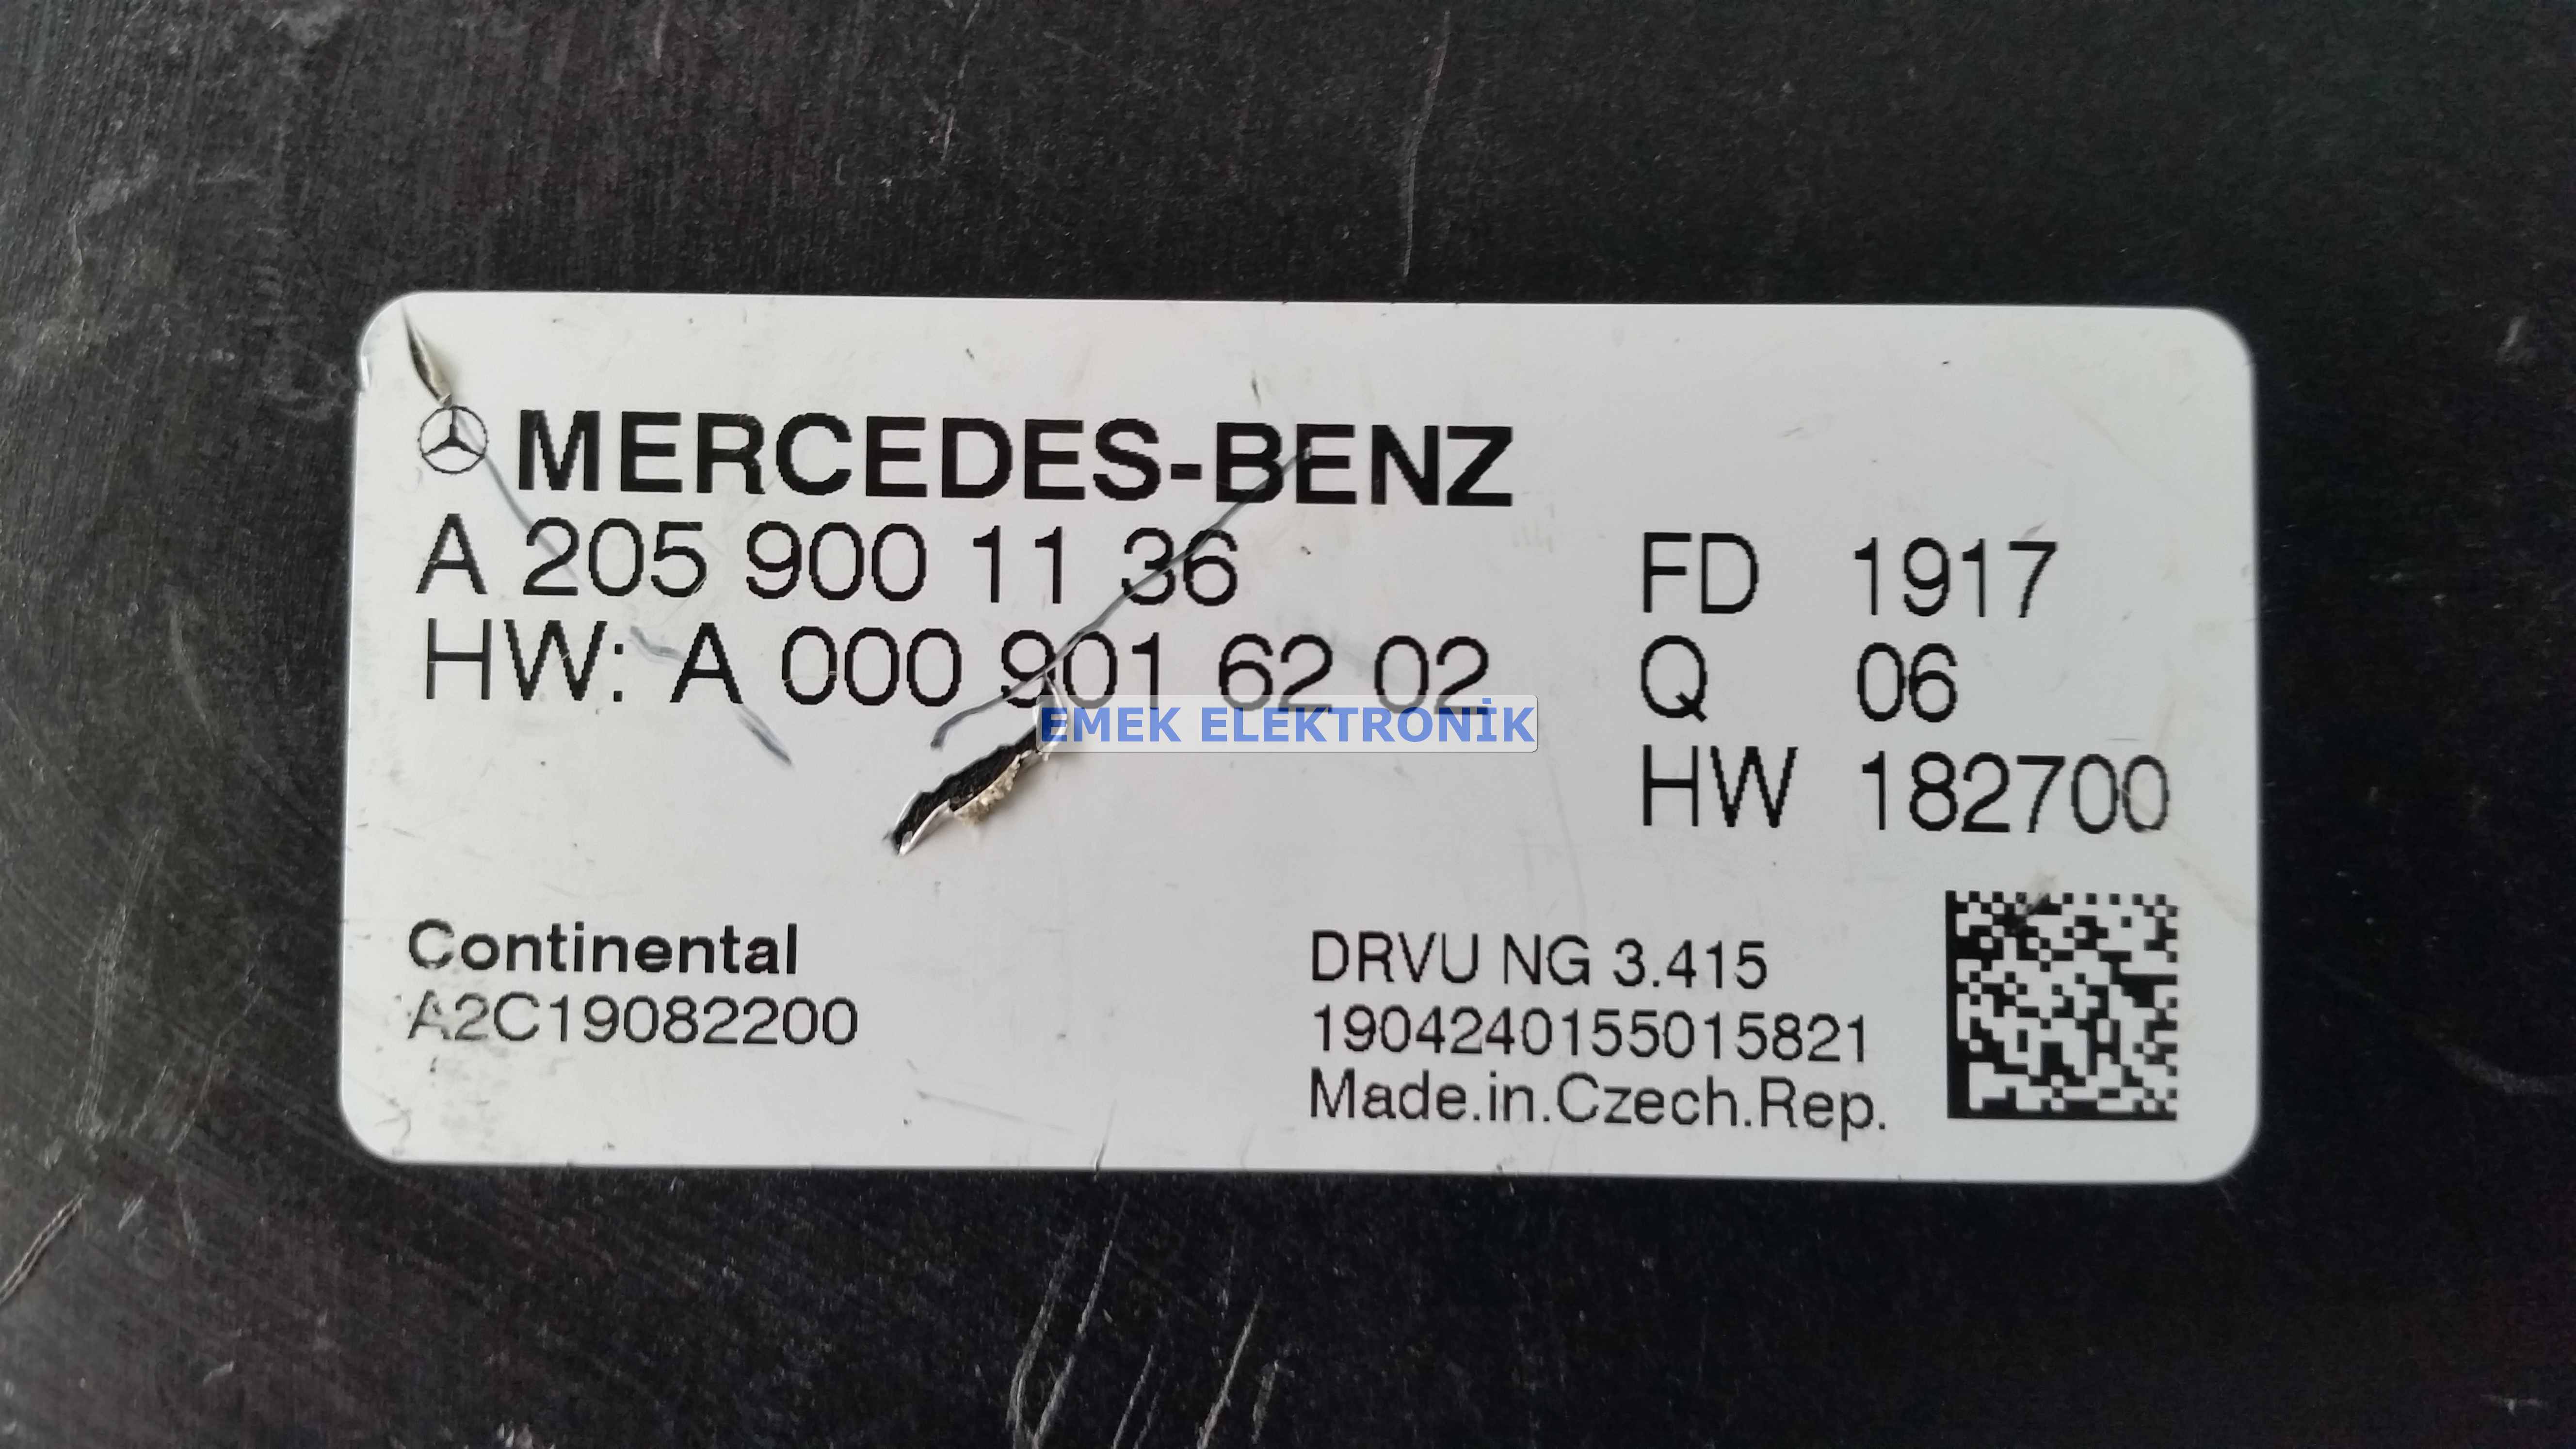 MERCEDES-BENZ
A 205 900 11 36
HW: A 000 901 62 02
FD 1917
Q 06
HW 182700
EMEK ELEKTRONİK
Continental
A2C19082200
DRVU NG 3.415
1904240155015821
Made.in.Czech.Rep.